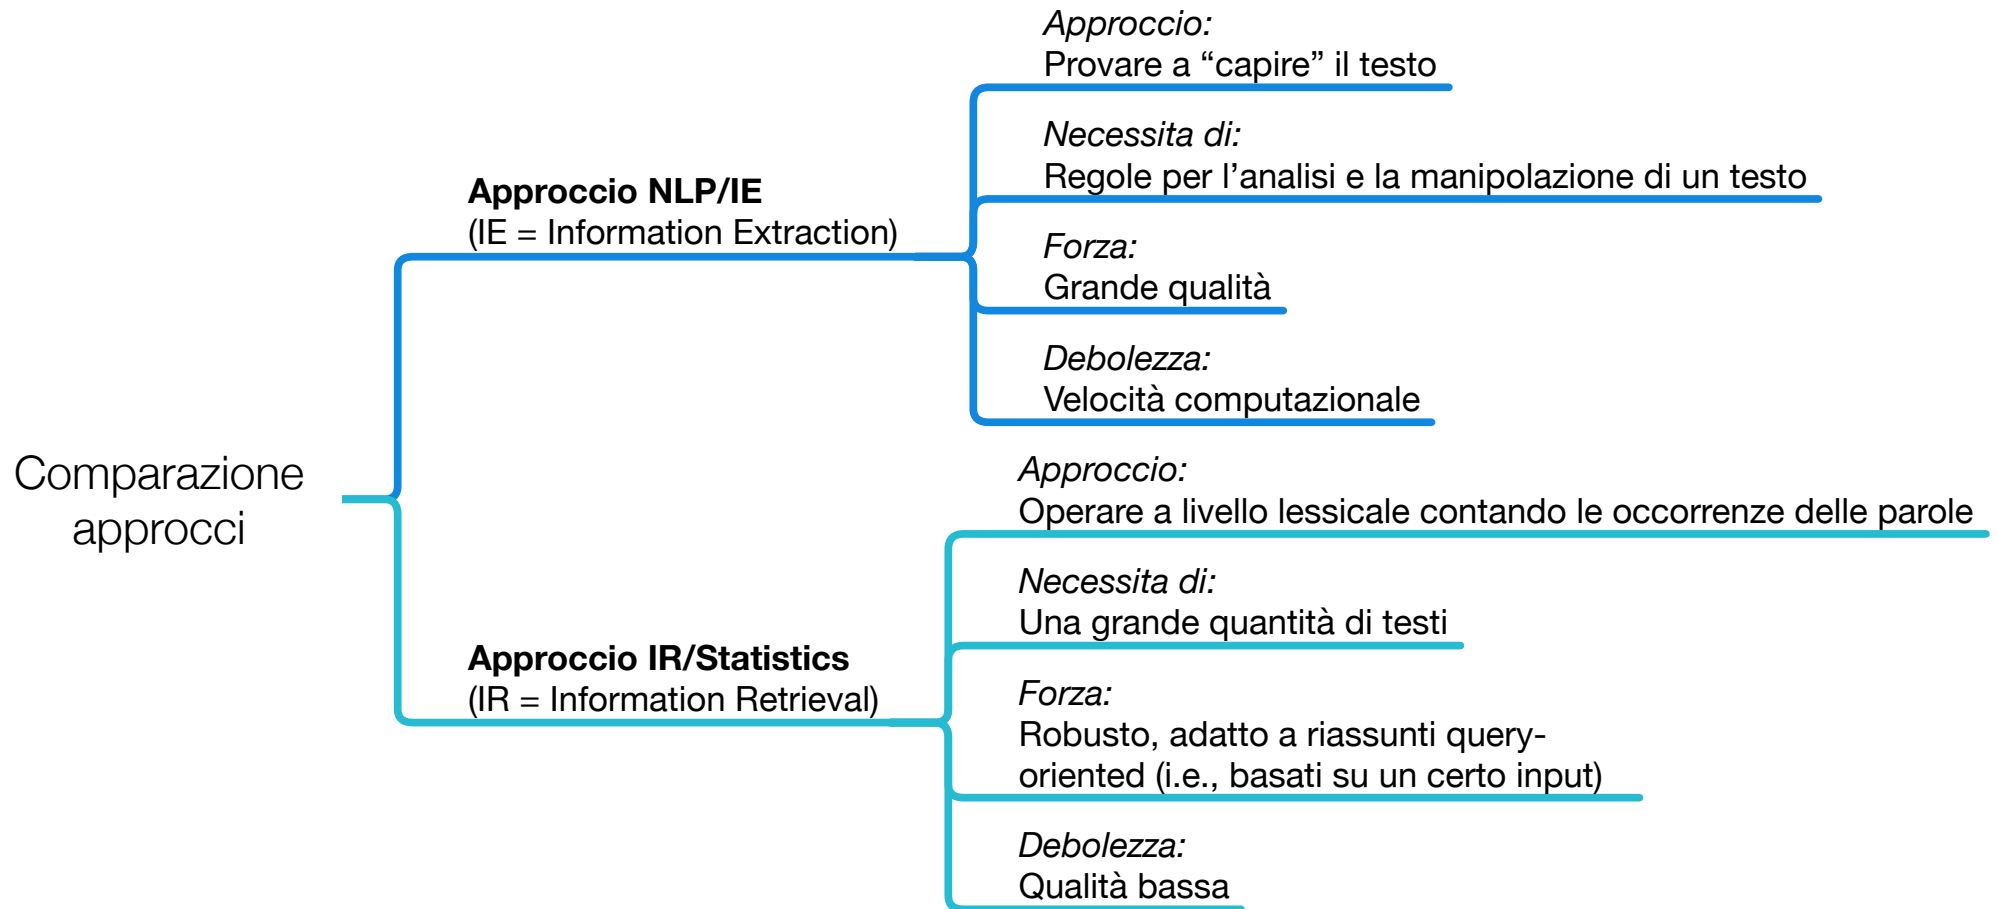 Comparazione
approcci
Approccio NLP/IE
(IE = Information Extraction)
Approccio:
Provare a “capire” il testo
Necessita di:
Regole per l’analisi e la manipolazione di un testo
Forza:
Grande qualità
Debolezza:
Velocità computazionale
Approccio IR/Statistics
(IR = Information Retrieval)
Approccio:
Operare a livello lessicale contando le occorrenze delle parole
Necessita di:
Una grande quantità di testi
Forza:
Robusto, adatto a riassunti query-
oriented (i.e., basati su un certo input)
Debolezza:
Qualità bassa